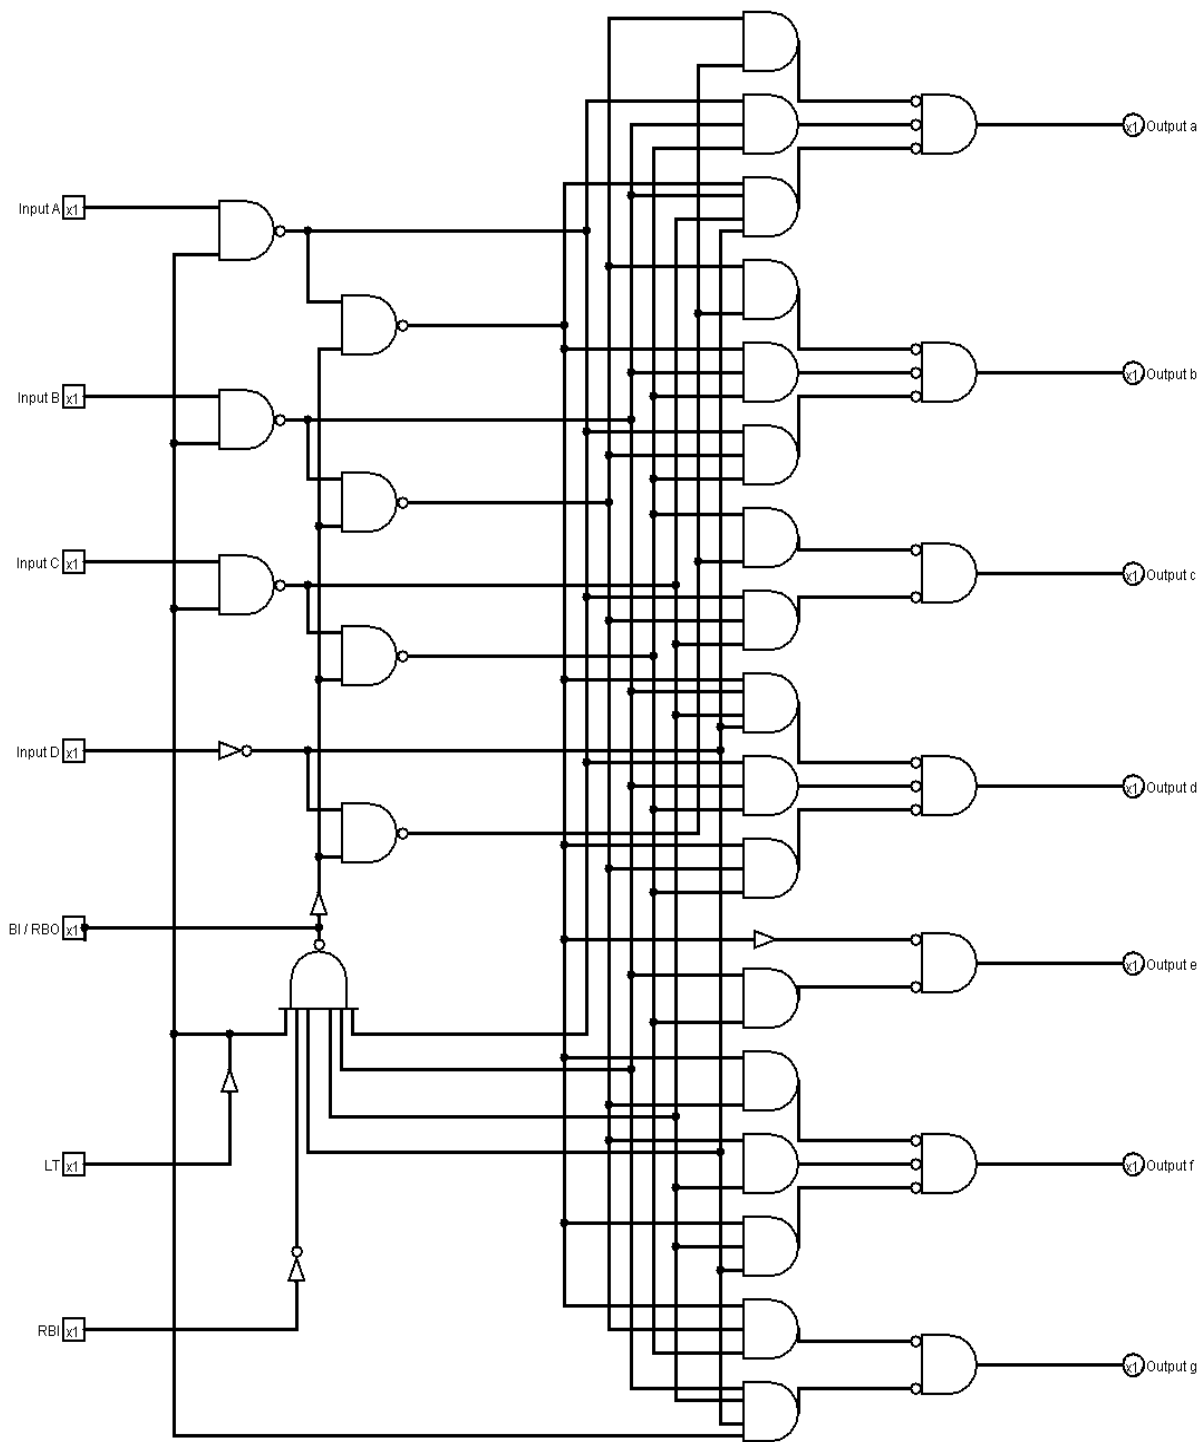 x1 Output a
Input A x1
Input B x1
x1 Output b
Input C x1
x1 Output c
Input D x1
x1 Output d
BI / RBO x1
x1 Output e
LT x1
x1 Output f
RBI x1
x1 Output g